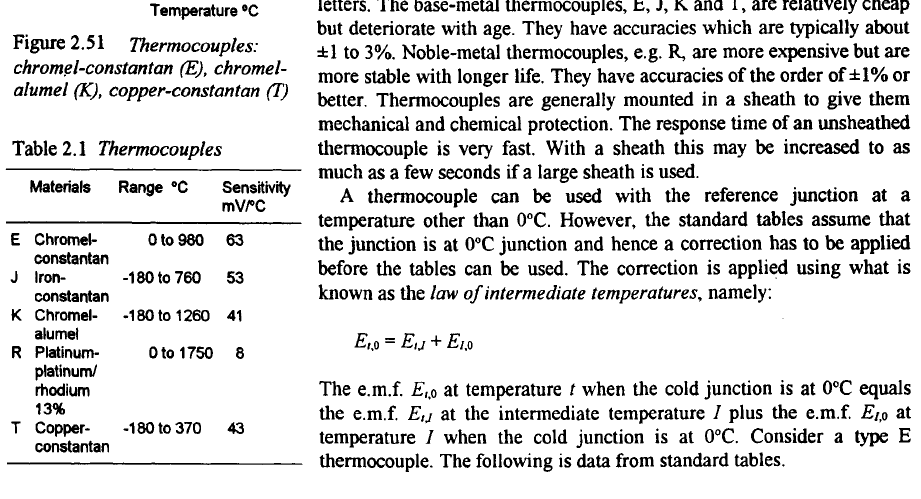 Temperature °C
Figure 2.51 Thermocouples:
chromel-constantan (E), chromel-
alumel (K), copper-constantan (T)
Table 2.1 Thermocouples
Materials Range °C Sensitivity
mV/°C
E Chromel- 0 to 980 63
constantan
J Iron- -180 to 760 53
constantan
K Chromel- -180 to 1260 41
alumel
R Platinum- 0 to 1750 8
platinum/
rhodium
13%
T Copper- -180 to 370 43
constantan
letters. The base-metal thermocouples, E, J, K and T, are relatively cheap
but deteriorate with age. They have accuracies which are typically about
±1 to 3%. Noble-metal thermocouples, e.g. R, are more expensive but are
more stable with longer life. They have accuracies of the order of ±1% or
better. Thermocouples are generally mounted in a sheath to give them
mechanical and chemical protection. The response time of an unsheathed
thermocouple is very fast. With a sheath this may be increased to as
much as a few seconds if a large sheath is used.
A thermocouple can be used with the reference junction at a
temperature other than 0°C. However, the standard tables assume that
the junction is at 0°C junction and hence a correction has to be applied
before the tables can be used. The correction is applied using what is
known as the law of intermediate temperatures, namely:
E_{t,0} = E_{t,I} + E_{I,0}
The e.m.f. E_{t,0} at temperature t when the cold junction is at 0°C equals
the e.m.f. E_{t,I} at the intermediate temperature I plus the e.m.f. E_{I,0} at
temperature I when the cold junction is at 0°C. Consider a type E
thermocouple. The following is data from standard tables.